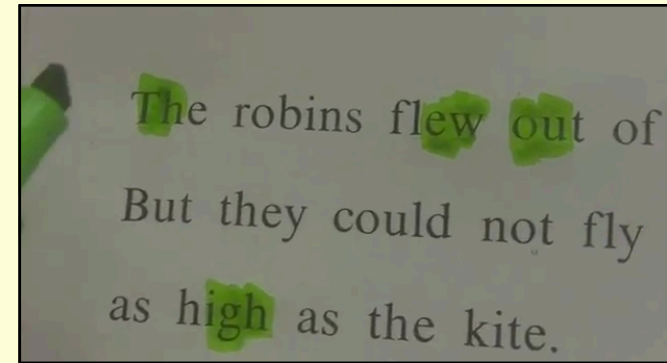 The robins flew out of
But they could not fly
as high as the kite.